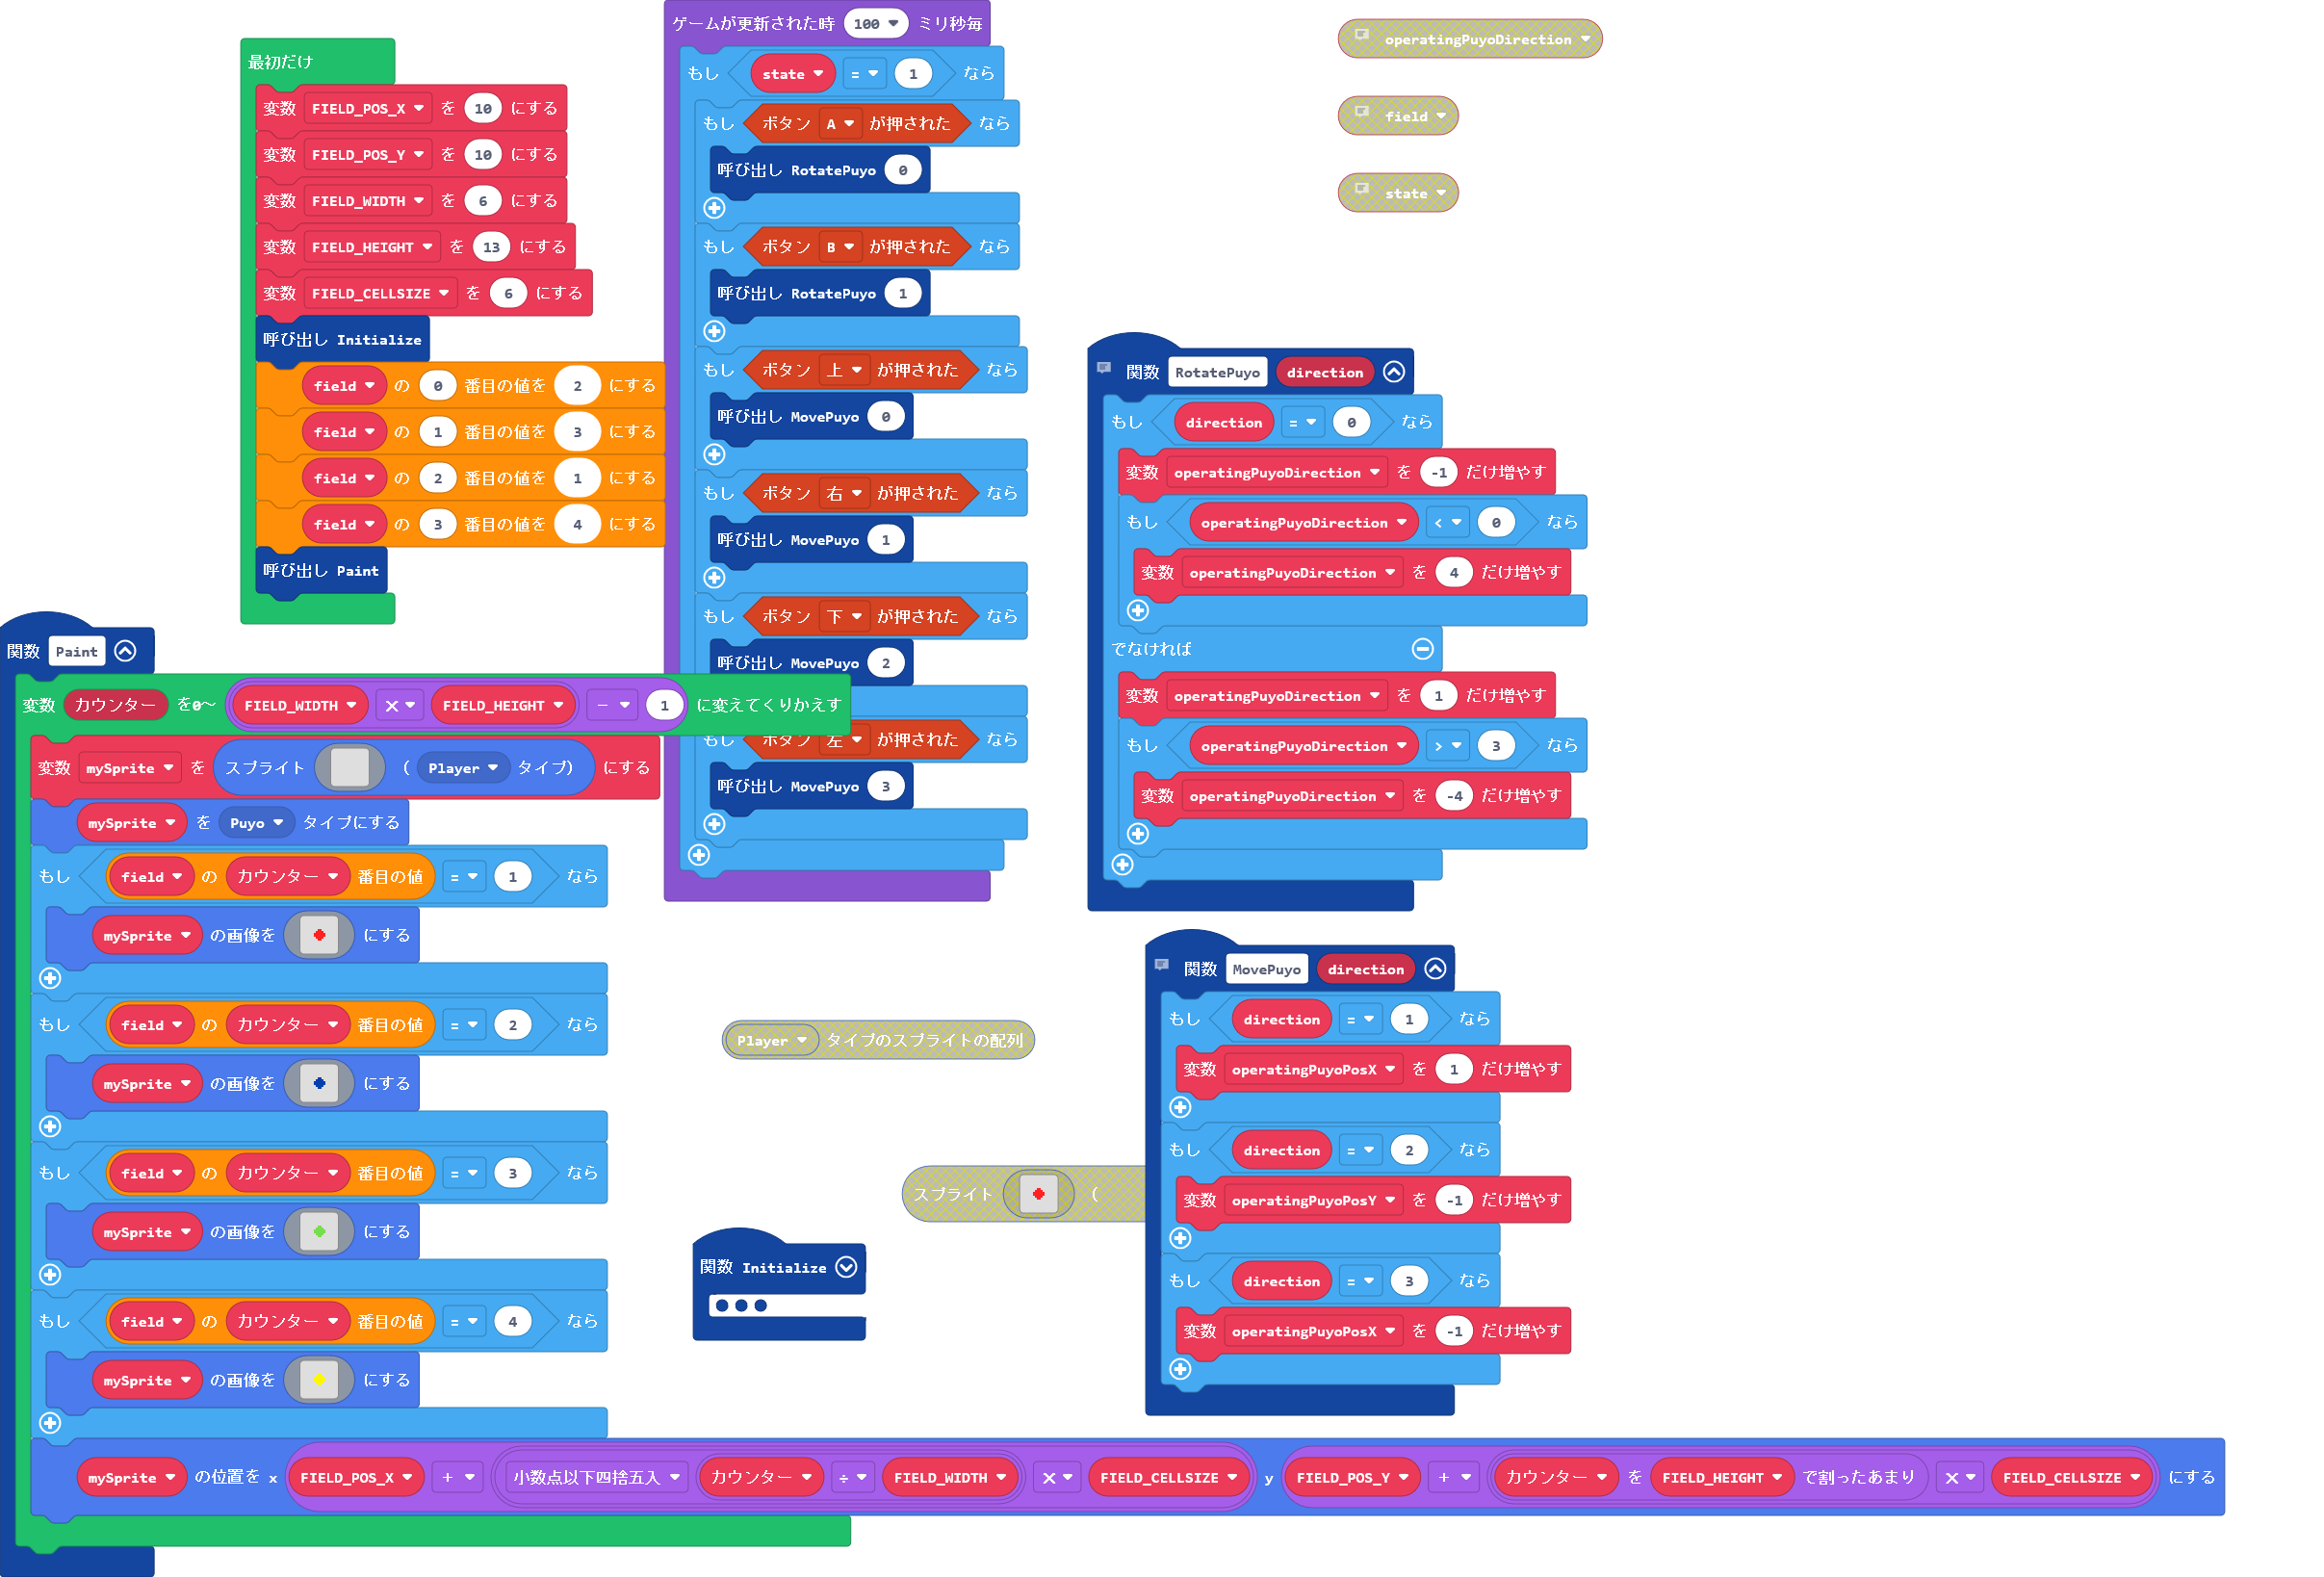 最初だけ
変数 FIELD_POS_X を 10 にする
変数 FIELD_POS_Y を 10 にする
変数 FIELD_WIDTH を 6 にする
変数 FIELD_HEIGHT を 13 にする
変数 FIELD_CELLSIZE を 6 にする
呼び出し Initialize
field の 0 番目の値を 2 にする
field の 1 番目の値を 3 にする
field の 2 番目の値を 1 にする
field の 3 番目の値を 4 にする
呼び出し Paint
ゲームが更新された時 100 ミリ秒毎
もし state = 1 なら
もし ボタン A が押された なら
呼び出し RotatePuyo 0
もし ボタン B が押された なら
呼び出し RotatePuyo 1
もし ボタン 上 が押された なら
呼び出し MovePuyo 0
もし ボタン 右 が押された なら
呼び出し MovePuyo 1
もし ボタン 下 が押された なら
呼び出し MovePuyo 2
もし ボタン 左 が押された なら
呼び出し MovePuyo 3
operatingPuyoDirection
field
state
関数 RotatePuyo direction
もし direction = 0 なら
変数 operatingPuyoDirection を -1 だけ増やす
もし operatingPuyoDirection < 0 なら
変数 operatingPuyoDirection を 4 だけ増やす
でなければ
変数 operatingPuyoDirection を 1 だけ増やす
もし operatingPuyoDirection > 3 なら
変数 operatingPuyoDirection を -4 だけ増やす
関数 Paint
変数 カウンター を0～ FIELD_WIDTH × FIELD_HEIGHT - 1 に変えてくりかえす
変数 mySprite を スプライト ( Player タイプ) にする
mySprite を Puyo タイプにする
もし field の カウンター 番目の値 = 1 なら
mySprite の画像を にする
もし field の カウンター 番目の値 = 2 なら
mySprite の画像を にする
もし field の カウンター 番目の値 = 3 なら
mySprite の画像を にする
もし field の カウンター 番目の値 = 4 なら
mySprite の画像を にする
mySprite の位置を x FIELD_POS_X + 小数点以下四捨五入 カウンター ÷ FIELD_WIDTH × FIELD_CELLSIZE y FIELD_POS_Y + カウンター を FIELD_HEIGHT で割ったあまり × FIELD_CELLSIZE にする
Player タイプのスプライトの配列
スプライト (
関数 Initialize
関数 MovePuyo direction
もし direction = 1 なら
変数 operatingPuyoPosX を 1 だけ増やす
もし direction = 2 なら
変数 operatingPuyoPosY を -1 だけ増やす
もし direction = 3 なら
変数 operatingPuyoPosX を -1 だけ増やす